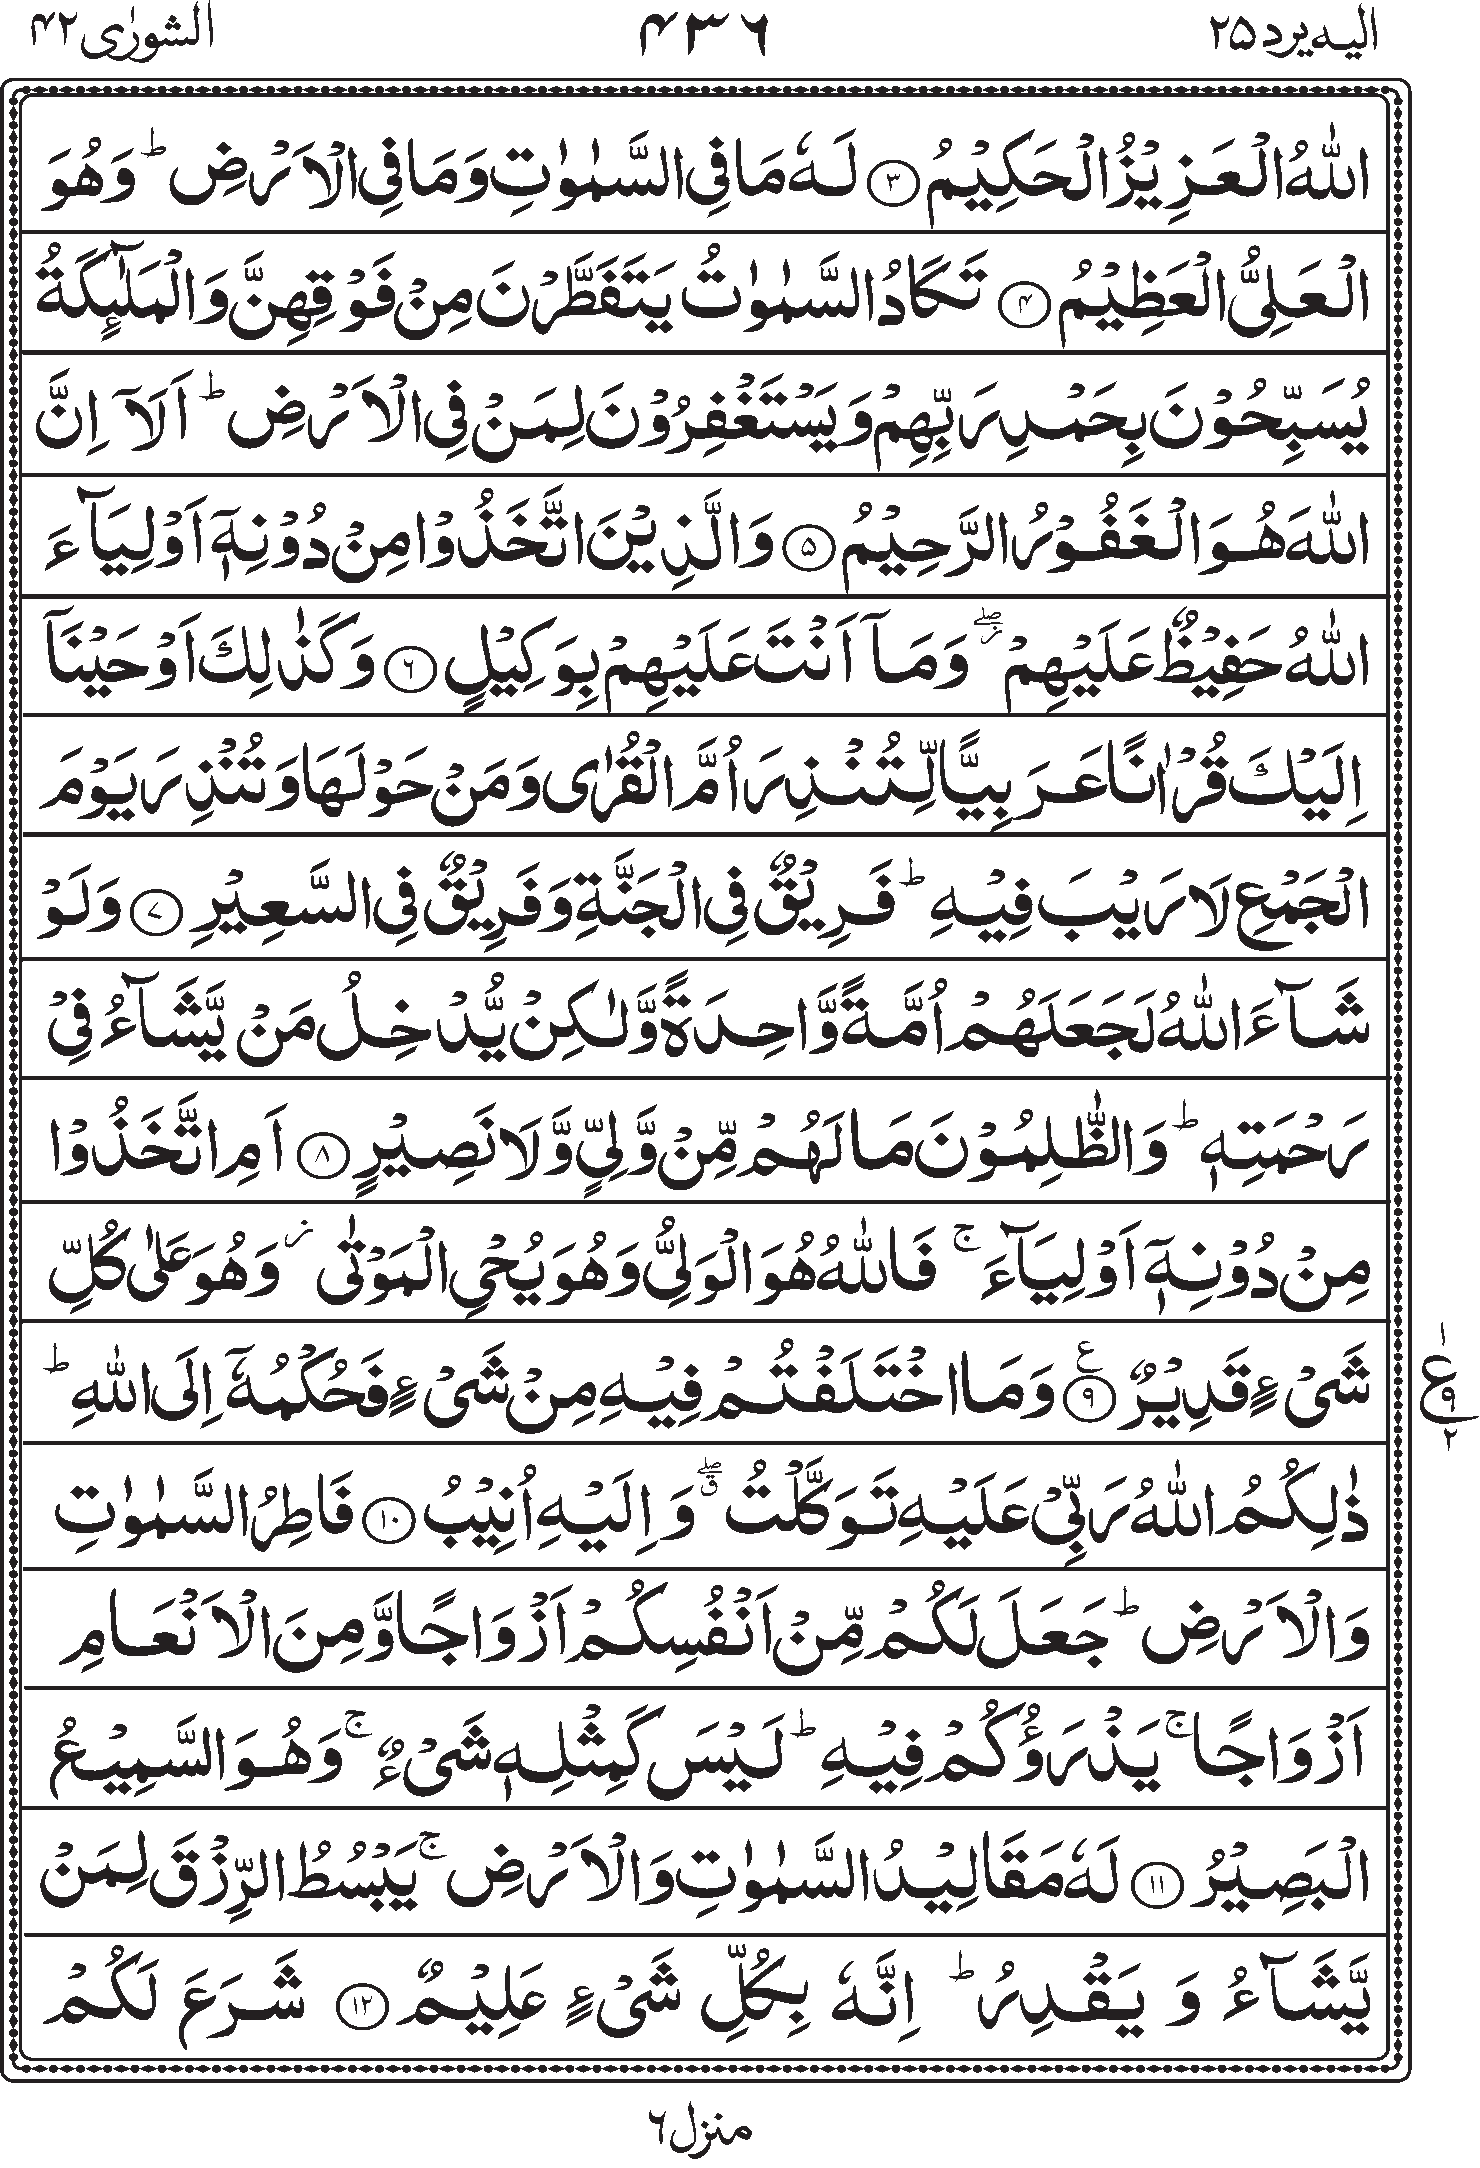 الیه یرد ۲۵
۴۳۶
الشورٰی ۴۲
اللّٰهُ الْعَزِیْزُ الْحَكِیْمُ ۳ لَهٗ مَا فِی السَّمٰوٰتِ وَمَا فِی الْاَرْضِ ؕ وَهُوَ
الْعَلِیُّ الْعَظِیْمُ ۴ تَكَادُ السَّمٰوٰتُ یَتَفَطَّرْنَ مِنْ فَوْقِهِنَّ وَالْمَلٰٓىِٕكَةُ
یُسَبِّحُوْنَ بِحَمْدِ رَبِّهِمْ وَیَسْتَغْفِرُوْنَ لِمَنْ فِی الْاَرْضِ ؕ اَلَاۤ اِنَّ
اللّٰهَ هُوَ الْغَفُوْرُ الرَّحِیْمُ ۵ وَالَّذِیْنَ اتَّخَذُوْا مِنْ دُوْنِهٖۤ اَوْلِیَآءَ
اللّٰهُ حَفِیْظٌ عَلَیْهِمْ ۖؗ وَمَاۤ اَنْتَ عَلَیْهِمْ بِوَكِیْلٍ ۶ وَكَذٰلِكَ اَوْحَیْنَاۤ
اِلَیْكَ قُرْاٰنًا عَرَبِیًّا لِّتُنْذِرَ اُمَّ الْقُرٰی وَمَنْ حَوْلَهَا وَتُنْذِرَ یَوْمَ
الْجَمْعِ لَا رَیْبَ فِیْهِ ؕ فَرِیْقٌ فِی الْجَنَّةِ وَفَرِیْقٌ فِی السَّعِیْرِ ۷ وَلَوْ
شَآءَ اللّٰهُ لَجَعَلَهُمْ اُمَّةً وَّاحِدَةً وَّلٰكِنْ یُّدْخِلُ مَنْ یَّشَآءُ فِیْ
رَحْمَتِهٖ ؕ وَالظّٰلِمُوْنَ مَا لَهُمْ مِّنْ وَّلِیٍّ وَّلَا نَصِیْرٍ ۸ اَمِ اتَّخَذُوْا
مِنْ دُوْنِهٖۤ اَوْلِیَآءَ ۚ فَاللّٰهُ هُوَ الْوَلِیُّ وَهُوَ یُحْیِ الْمَوْتٰی ؗ وَهُوَ عَلٰی كُلِّ
شَیْءٍ قَدِیْرٌ ۹ ع وَمَا اخْتَلَفْتُمْ فِیْهِ مِنْ شَیْءٍ فَحُكْمُهٗۤ اِلَی اللّٰهِ ؕ
۱
ع
۹
۲
ذٰلِكُمُ اللّٰهُ رَبِّیْ عَلَیْهِ تَوَكَّلْتُ ۖق وَاِلَیْهِ اُنِیْبُ ۱۰ فَاطِرُ السَّمٰوٰتِ
وَالْاَرْضِ ؕ جَعَلَ لَكُمْ مِّنْ اَنْفُسِكُمْ اَزْوَاجًا وَّمِنَ الْاَنْعَامِ
اَزْوَاجًا ۚ یَذْرَؤُكُمْ فِیْهِ ؕ لَیْسَ كَمِثْلِهٖ شَیْءٌ ۚ وَهُوَ السَّمِیْعُ
الْبَصِیْرُ ۱۱ لَهٗ مَقَالِیْدُ السَّمٰوٰتِ وَالْاَرْضِ ۚ یَبْسُطُ الرِّزْقَ لِمَنْ
یَّشَآءُ وَیَقْدِرُ ؕ اِنَّهٗ بِكُلِّ شَیْءٍ عَلِیْمٌ ۱۲ شَرَعَ لَكُمْ
منزل ۶